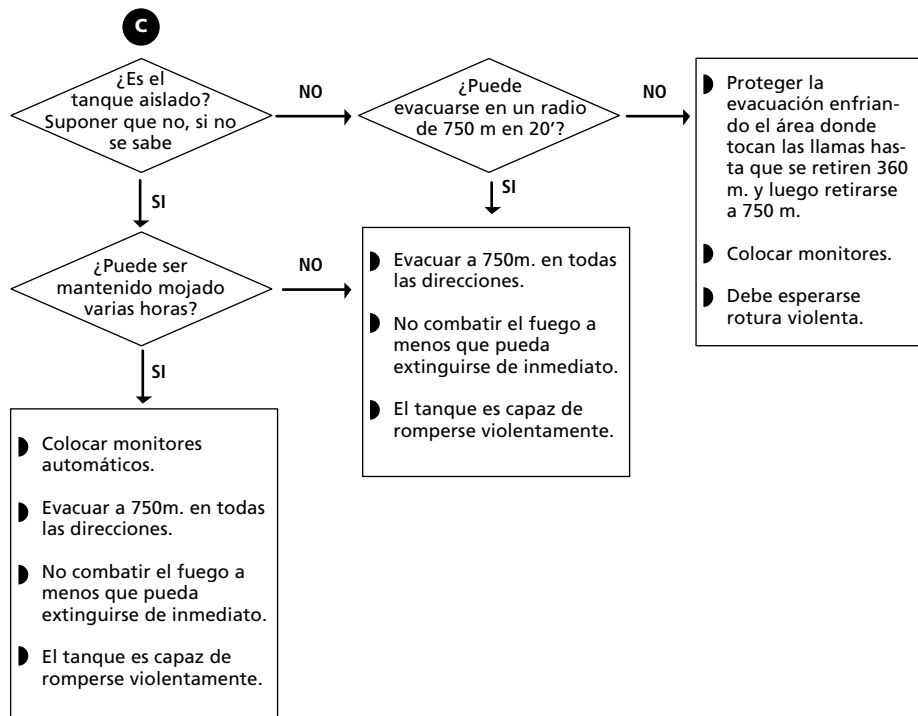 C
¿Es el
tanque aislado?
Suponer que no, si no
se sabe
NO
¿Puede
evacuarse en un radio
de 750 m en 20'?
NO
Proteger la
evacuación enfrian-
do el área donde
tocan las llamas has-
ta que se retiren 360
m. y luego retirarse
a 750 m.
Colocar monitores.
Debe esperarse
rotura violenta.
SI
SI
¿Puede ser
mantenido mojado
varias horas?
NO
Evacuar a 750m. en todas
las direcciones.
No combatir el fuego a
menos que pueda
extinguirse de inmediato.
El tanque es capaz de
romperse violentamente.
SI
Colocar monitores
automáticos.
Evacuar a 750m. en todas
las direcciones.
No combatir el fuego a
menos que pueda
extinguirse de inmediato.
El tanque es capaz de
romperse violentamente.